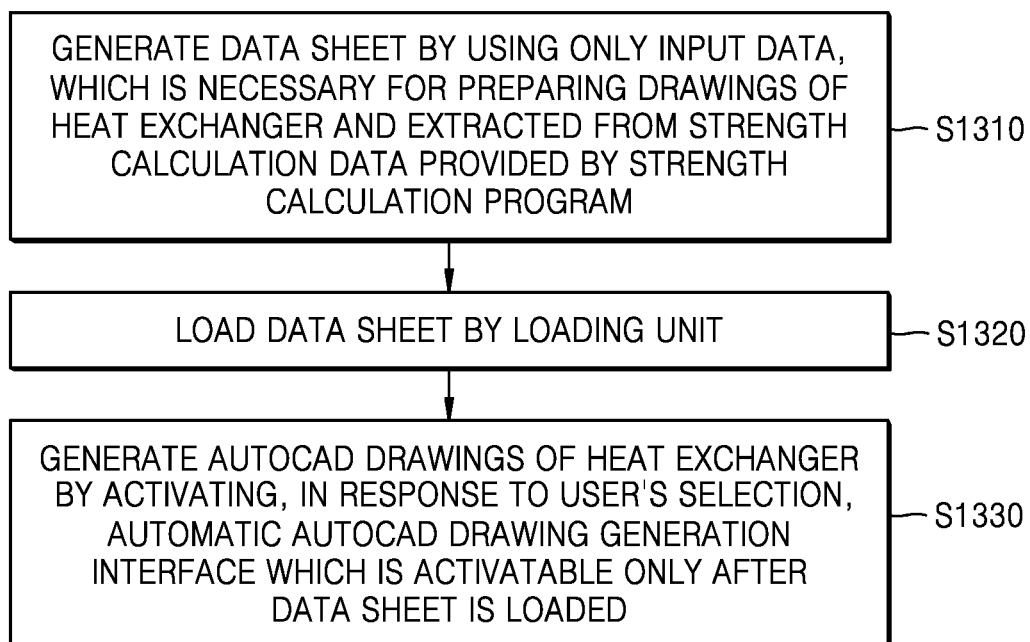 GENERATE DATA SHEET BY USING ONLY INPUT DATA,
WHICH IS NECESSARY FOR PREPARING DRAWINGS OF
HEAT EXCHANGER AND EXTRACTED FROM STRENGTH
CALCULATION DATA PROVIDED BY STRENGTH
CALCULATION PROGRAM
S1310
LOAD DATA SHEET BY LOADING UNIT
S1320
GENERATE AUTOCAD DRAWINGS OF HEAT EXCHANGER
BY ACTIVATING, IN RESPONSE TO USER'S SELECTION,
AUTOMATIC AUTOCAD DRAWING GENERATION
INTERFACE WHICH IS ACTIVATABLE ONLY AFTER
DATA SHEET IS LOADED
S1330